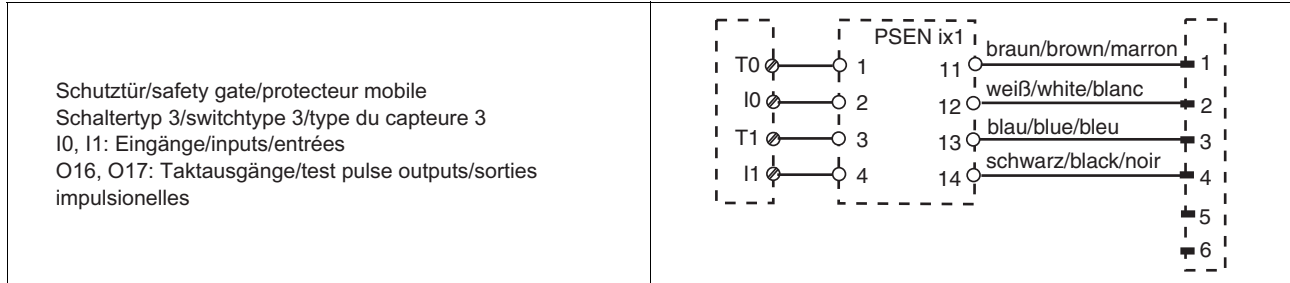 Schutztür/safety gate/protecteur mobile
Schaltertyp 3/switchtype 3/type du capteure 3
I0, I1: Eingänge/inputs/entrées
O16, O17: Taktausgänge/test pulse outputs/sorties
impulsionelles
PSEN ix1
T0 1 11 braun/brown/marron 1
I0 2 12 weiß/white/blanc 2
T1 3 13 blau/blue/bleu 3
I1 4 14 schwarz/black/noir 4
5
6